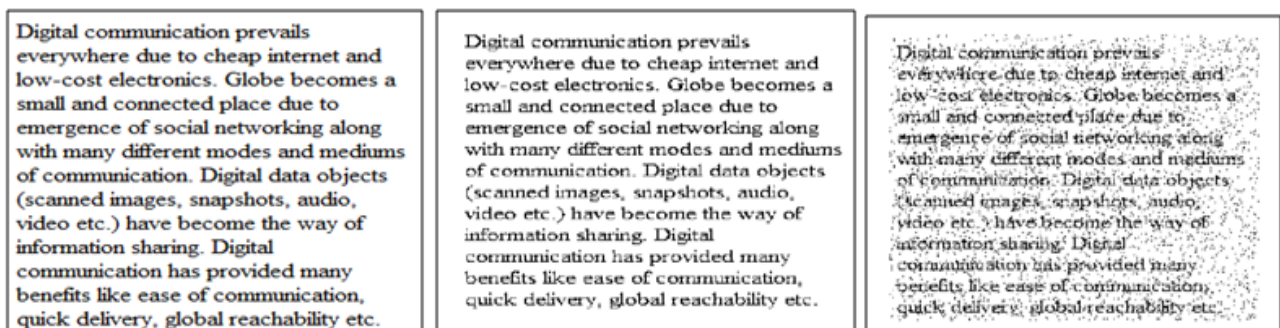 Digital communication prevails
everywhere due to cheap internet and
low-cost electronics. Globe becomes a
small and connected place due to
emergence of social networking along
with many different modes and mediums
of communication. Digital data objects
(scanned images, snapshots, audio,
video etc.) have become the way of
information sharing. Digital
communication has provided many
benefits like ease of communication,
quick delivery, global reachability etc.
Digital communication prevails
everywhere due to cheap internet and
low-cost electronics. Globe becomes a
small and connected place due to
emergence of social networking along
with many different modes and mediums
of communication. Digital data objects
(scanned images, snapshots, audio,
video etc.) have become the way of
information sharing. Digital
communication has provided many
benefits like ease of communication,
quick delivery, global reachability etc.
Digital communication prevails
everywhere due to cheap internet and
low-cost electronics. Globe becomes a
small and connected place due to
emergence of social networking along
with many different modes and mediums
of communication. Digital data objects
(scanned images, snapshots, audio,
video etc.) have become the way of
information sharing. Digital
communication has provided many
benefits like ease of communication,
quick delivery, global reachability etc.